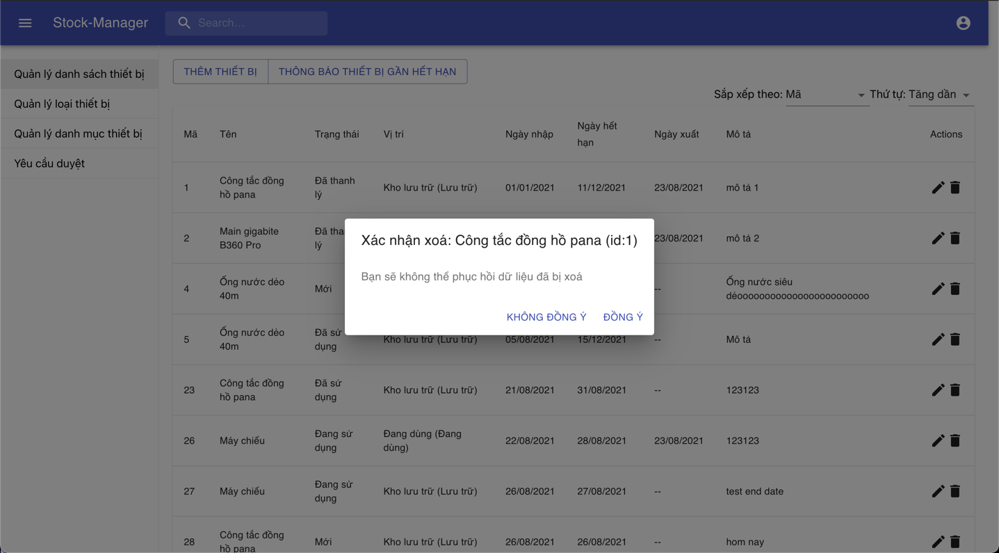 Stock-Manager
Search...
Quản lý danh sách thiết bị
Quản lý loại thiết bị
Quản lý danh mục thiết bị
Yêu cầu duyệt
THÊM THIẾT BỊ
THÔNG BÁO THIẾT BỊ GẦN HẾT HẠN
Sắp xếp theo: Mã Thứ tự: Tăng dần
Mã Tên Trạng thái Vị trí Ngày nhập Ngày hết hạn Ngày xuất Mô tả Actions
1 Công tắc đồng hồ pana Đã thanh lý Kho lưu trữ (Lưu trữ) 01/01/2021 11/12/2021 23/08/2021 mô tả 1
2 Main gigabite B360 Pro Đã tha lý 23/08/2021 mô tả 2
4 Ống nước dẻo 40m Mới -- Ống nước siêu dẻoooooooooooooooooooooooooo
5 Ống nước dẻo 40m Đã sử dụng Kho lưu trữ (Lưu trữ) 05/08/2021 15/12/2021 -- Mô tả
23 Công tắc đồng hồ pana Đã sử dụng Kho lưu trữ (Lưu trữ) 21/08/2021 31/08/2021 -- 123123
26 Máy chiếu Đang sử dụng Đang dùng (Đang dùng) 22/08/2021 28/08/2021 23/08/2021 123123
27 Máy chiếu Đang sử dụng Kho lưu trữ (Lưu trữ) 26/08/2021 27/08/2021 -- test end date
28 Công tắc đồng hồ pana Mới Kho lưu trữ (Lưu trữ) 26/08/2021 26/08/2021 -- hom nay
Xác nhận xoá: Công tắc đồng hồ pana (id:1)
Bạn sẽ không thể phục hồi dữ liệu đã bị xoá
KHÔNG ĐỒNG Ý
ĐỒNG Ý